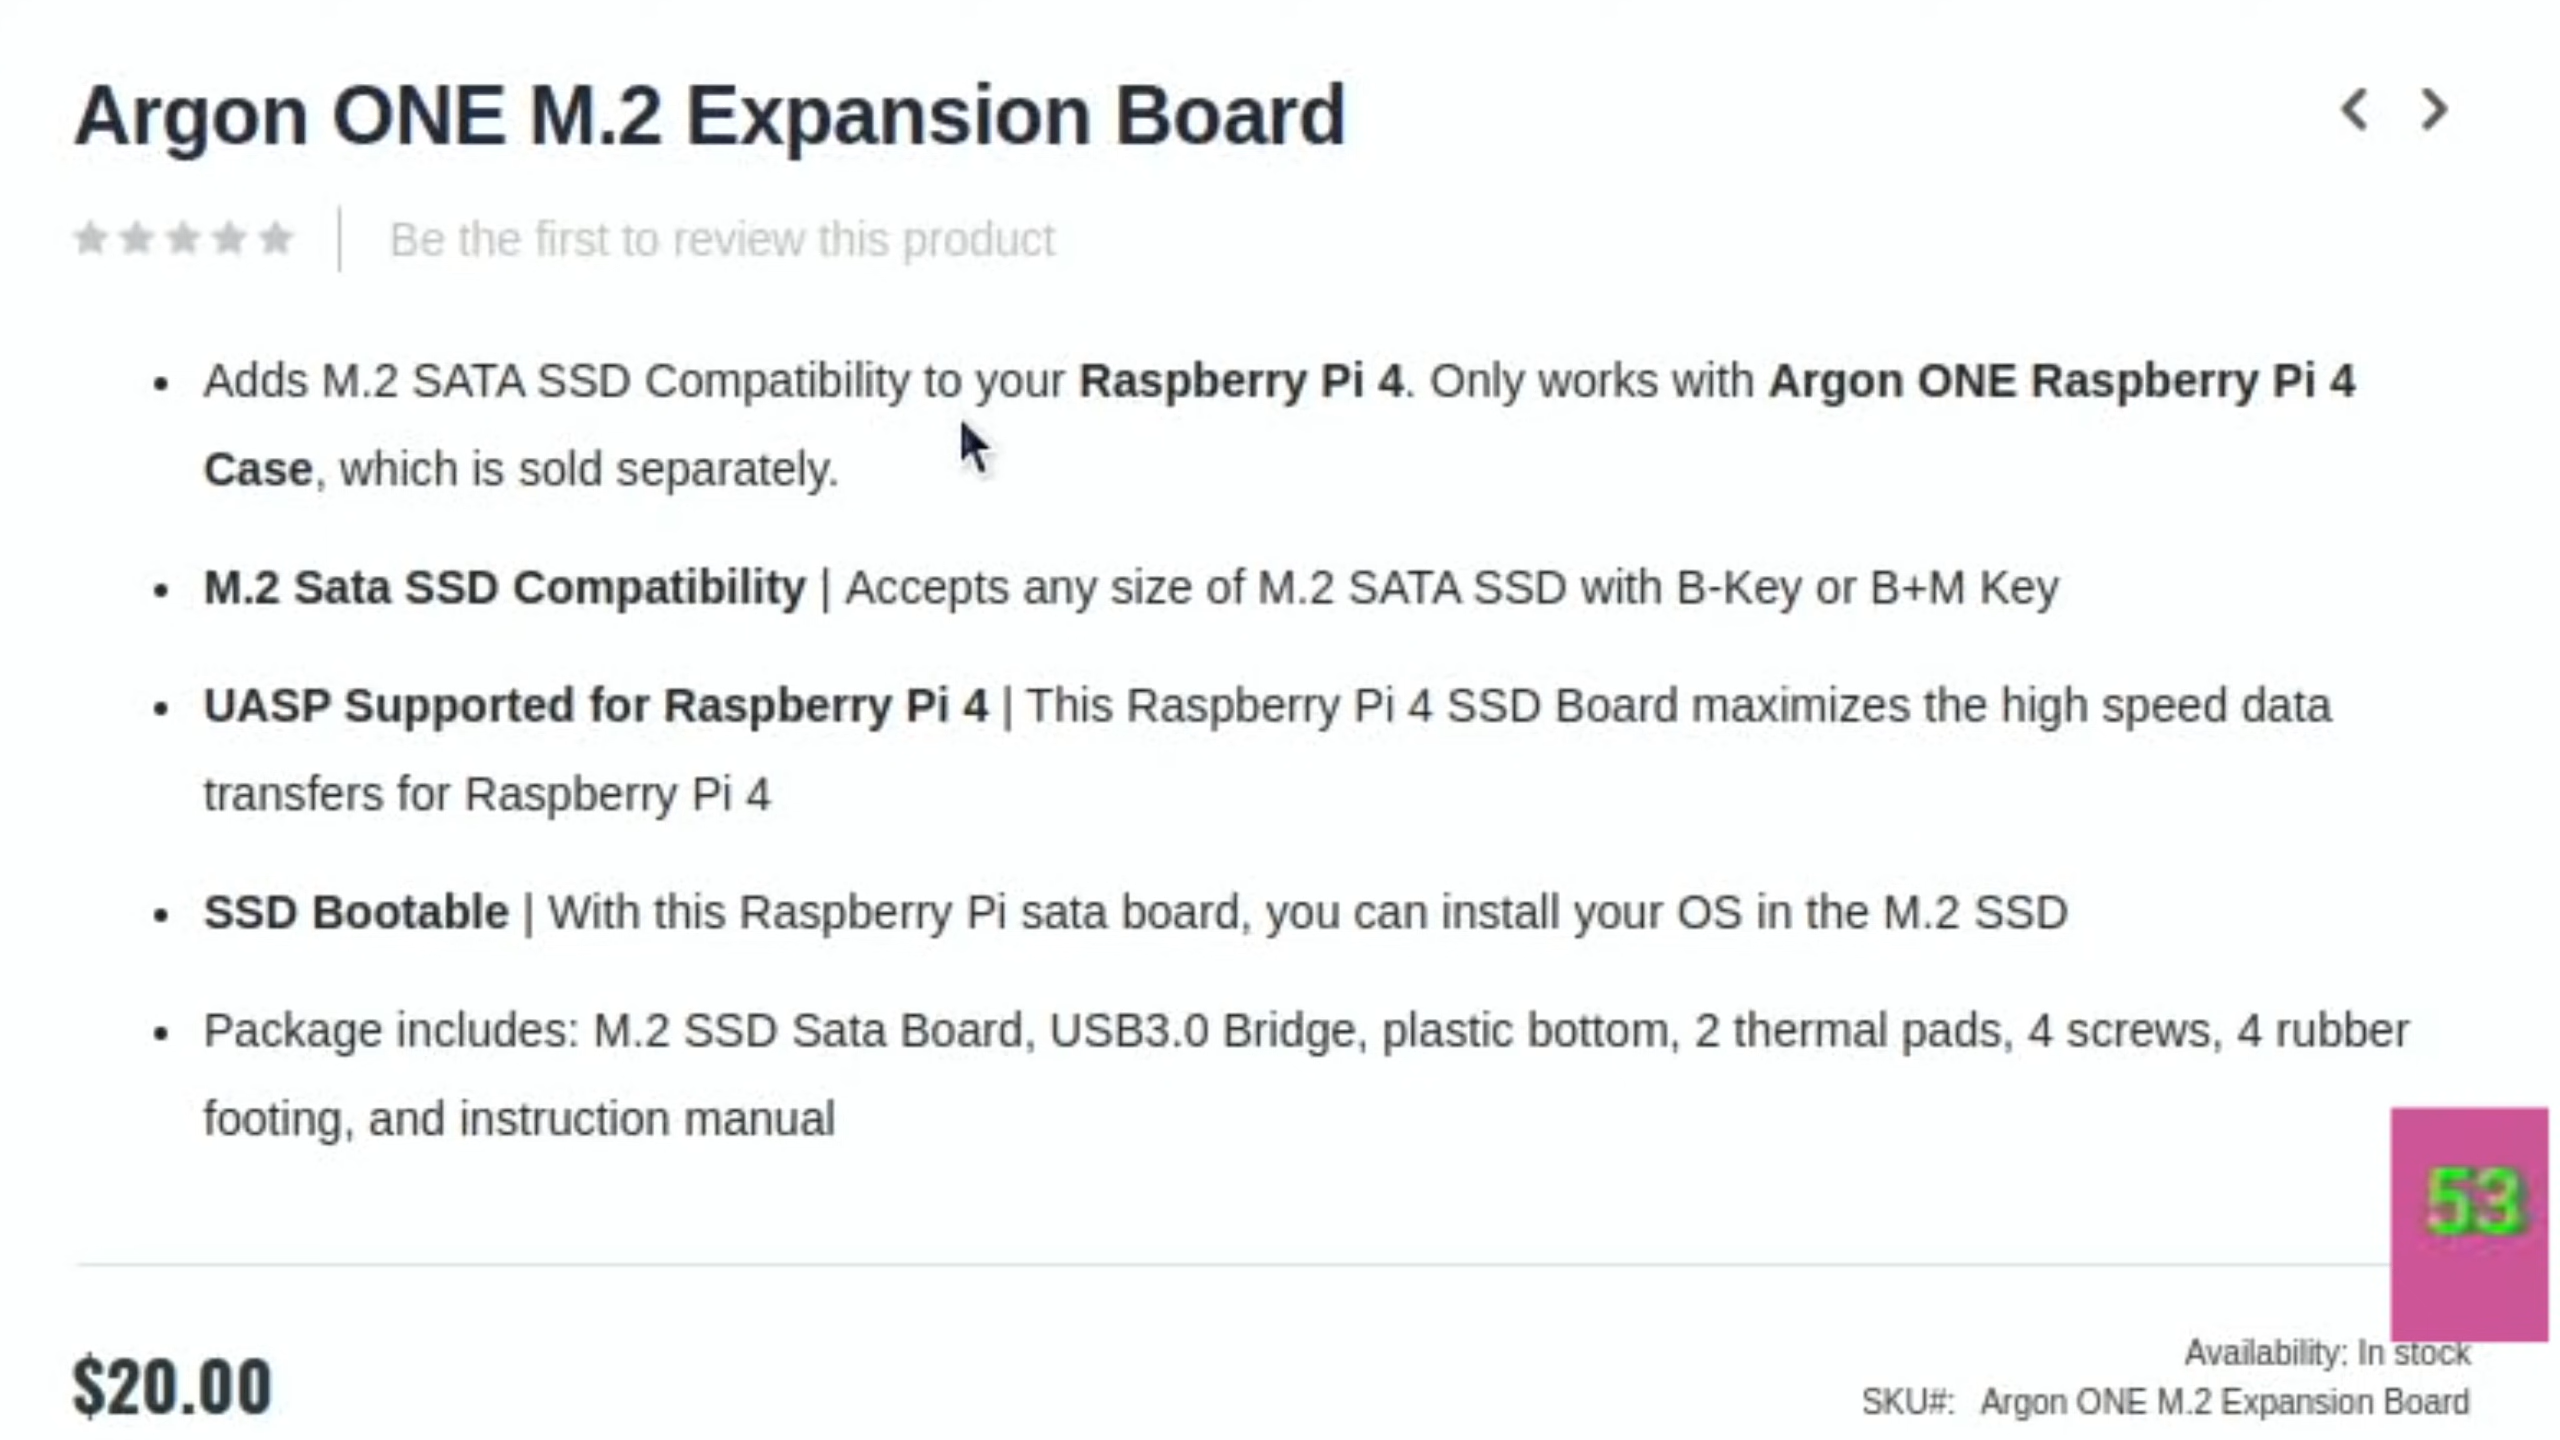 Argon ONE M.2 Expansion Board
Be the first to review this product
• Adds M.2 SATA SSD Compatibility to your Raspberry Pi 4. Only works with Argon ONE Raspberry Pi 4
Case, which is sold separately.
• M.2 Sata SSD Compatibility | Accepts any size of M.2 SATA SSD with B-Key or B+M Key
• UASP Supported for Raspberry Pi 4 | This Raspberry Pi 4 SSD Board maximizes the high speed data
transfers for Raspberry Pi 4
• SSD Bootable | With this Raspberry Pi sata board, you can install your OS in the M.2 SSD
• Package includes: M.2 SSD Sata Board, USB3.0 Bridge, plastic bottom, 2 thermal pads, 4 screws, 4 rubber
footing, and instruction manual
53
$20.00
Availability: In stock
SKU#: Argon ONE M.2 Expansion Board